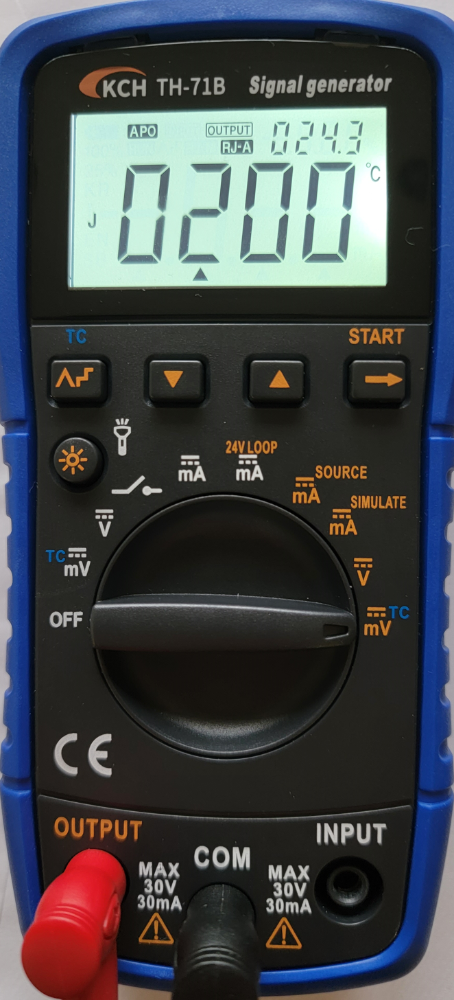 KCH TH-71B Signal generator
APO OUTPUT 024.3
RJ-A
J 0200 °C
TC START
24V LOOP
mA mA
SOURCE
mA
SIMULATE
mA
V V
TC mV
OFF mV TC
CE
OUTPUT COM INPUT
MAX MAX
30V 30V
30mA 30mA